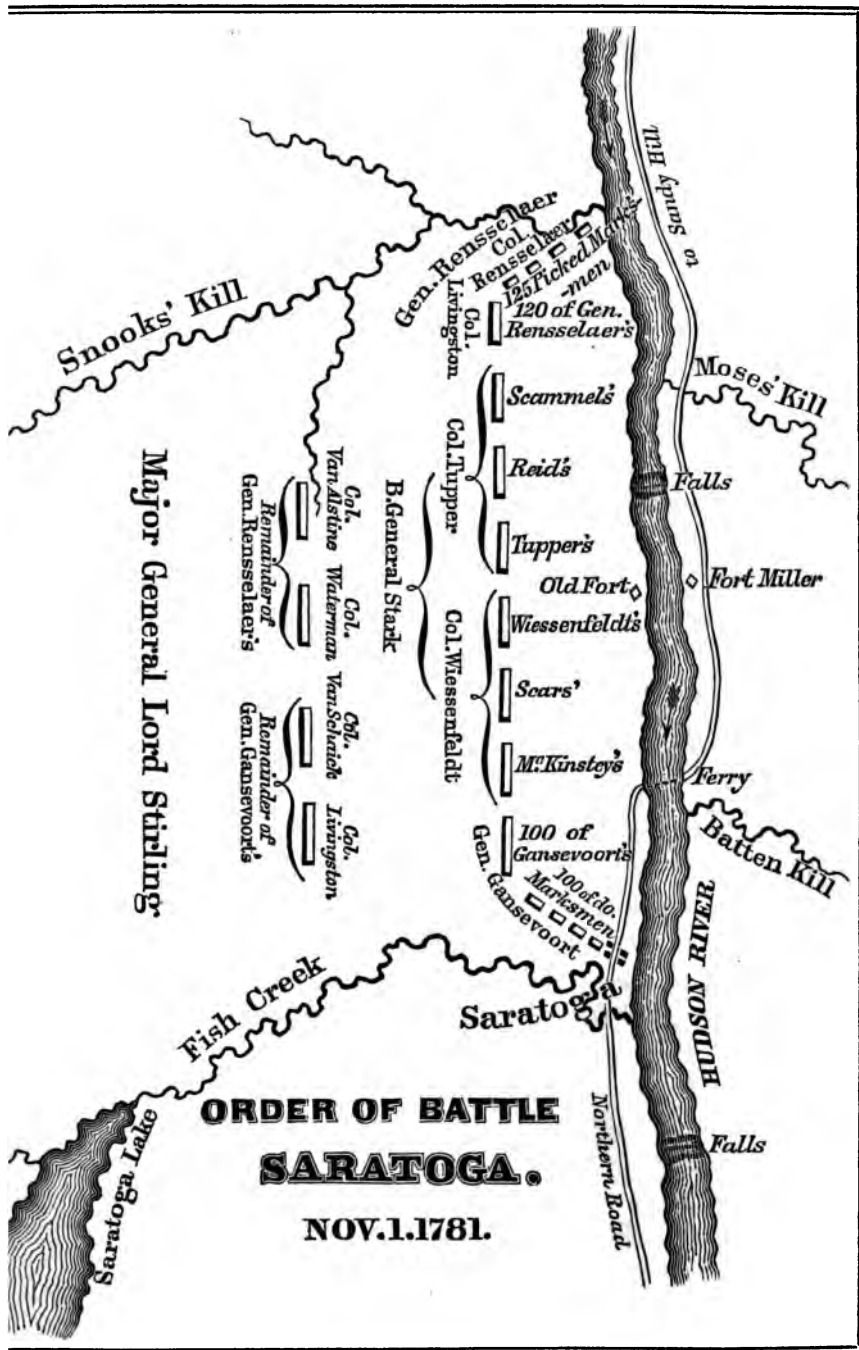 to Sandy Hill
Gen. Rensselaer
Col.
Rensselaer
125 Picked Marks-
-men
Snooks' Kill
Col.
Livingston
120 of Gen.
Rensselaer's
Moses' Kill
Scammel's
Col. Tupper
Reid's
Falls
Major General Lord Stirling
Col.
Van Alstine
Remainder of
Gen. Rensselaer's
B. General Stark
Tupper's
Old Fort
Fort Miller
Col.
Waterman
Wiessenfeldt's
Col. Wiessenfeldt
Scars'
Col.
Van Schaick
Remainder of
Gen. Gansevoort's
Mc. Kinstey's
Ferry
Col.
Livingston
100 of
Gansevoort's
Batten Kill
100 of do.
Marksmen
Gen. Gansevoort
HUDSON RIVER
Fish Creek
Saratoga
ORDER OF BATTLE
SARATOGA.
NOV. 1. 1781.
Saratoga Lake
Northern Road
Falls